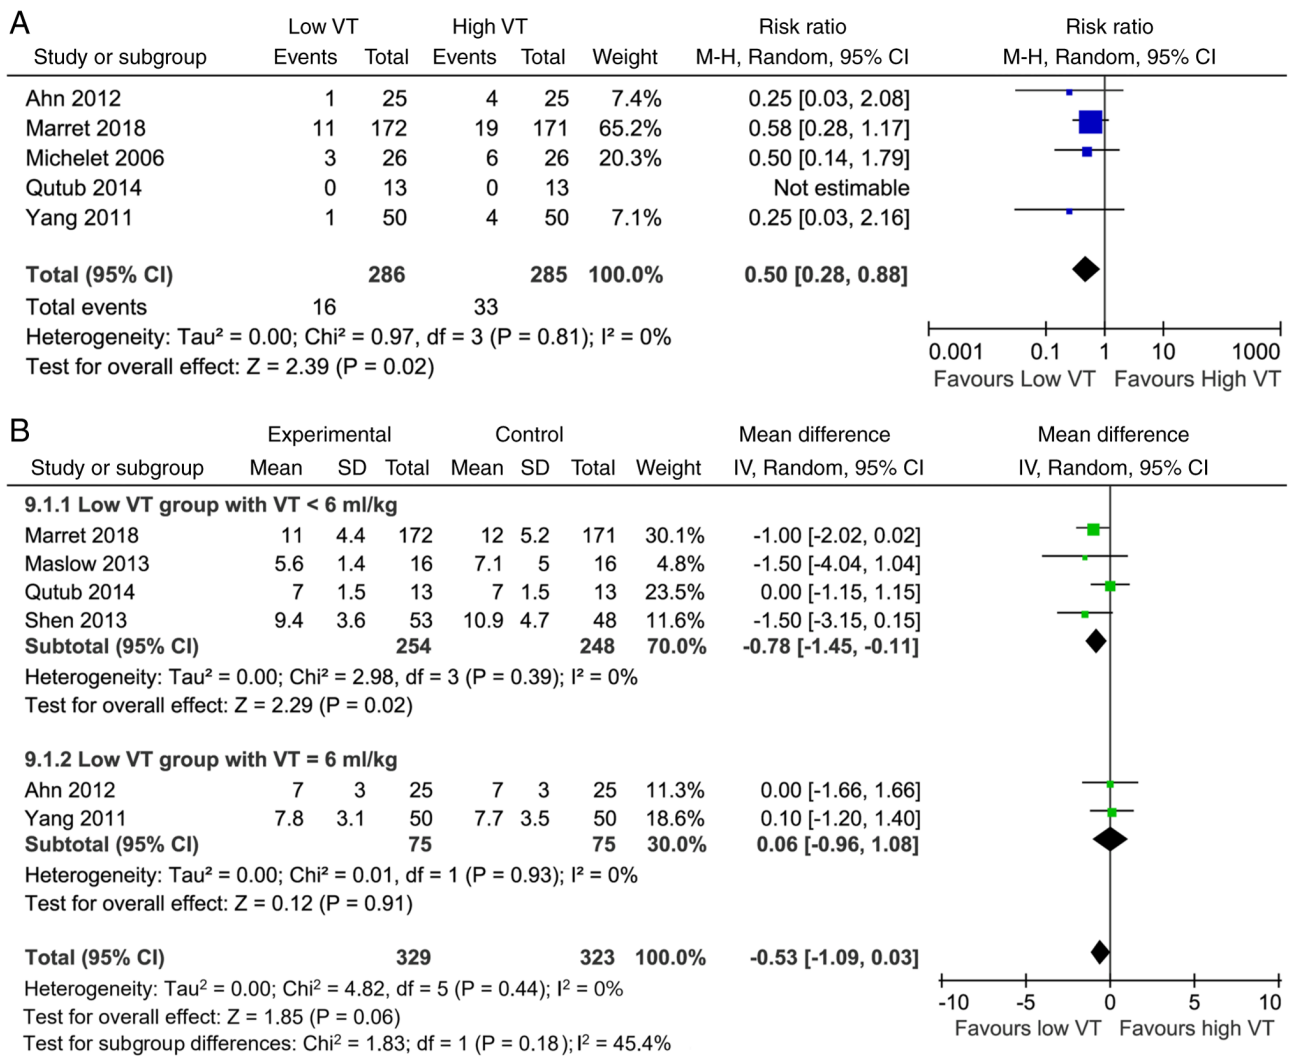 A
Low VT High VT Risk ratio Risk ratio
Study or subgroup Events Total Events Total Weight M-H, Random, 95% CI M-H, Random, 95% CI
Ahn 2012 1 25 4 25 7.4% 0.25 [0.03, 2.08]
Marret 2018 11 172 19 171 65.2% 0.58 [0.28, 1.17]
Michelet 2006 3 26 6 26 20.3% 0.50 [0.14, 1.79]
Qutub 2014 0 13 0 13 Not estimable
Yang 2011 1 50 4 50 7.1% 0.25 [0.03, 2.16]
Total (95% CI) 286 285 100.0% 0.50 [0.28, 0.88]
Total events 16 33
Heterogeneity: Tau² = 0.00; Chi² = 0.97, df = 3 (P = 0.81); I² = 0%
Test for overall effect: Z = 2.39 (P = 0.02)
0.001 0.1 1 10 1000
Favours Low VT Favours High VT
B
Experimental Control Mean difference Mean difference
Study or subgroup Mean SD Total Mean SD Total Weight IV, Random, 95% CI IV, Random, 95% CI
9.1.1 Low VT group with VT < 6 ml/kg
Marret 2018 11 4.4 172 12 5.2 171 30.1% -1.00 [-2.02, 0.02]
Maslow 2013 5.6 1.4 16 7.1 5 16 4.8% -1.50 [-4.04, 1.04]
Qutub 2014 7 1.5 13 7 1.5 13 23.5% 0.00 [-1.15, 1.15]
Shen 2013 9.4 3.6 53 10.9 4.7 48 11.6% -1.50 [-3.15, 0.15]
Subtotal (95% CI) 254 248 70.0% -0.78 [-1.45, -0.11]
Heterogeneity: Tau² = 0.00; Chi² = 2.98, df = 3 (P = 0.39); I² = 0%
Test for overall effect: Z = 2.29 (P = 0.02)
9.1.2 Low VT group with VT = 6 ml/kg
Ahn 2012 7 3 25 7 3 25 11.3% 0.00 [-1.66, 1.66]
Yang 2011 7.8 3.1 50 7.7 3.5 50 18.6% 0.10 [-1.20, 1.40]
Subtotal (95% CI) 75 75 30.0% 0.06 [-0.96, 1.08]
Heterogeneity: Tau² = 0.00; Chi² = 0.01, df = 1 (P = 0.93); I² = 0%
Test for overall effect: Z = 0.12 (P = 0.91)
Total (95% CI) 329 323 100.0% -0.53 [-1.09, 0.03]
Heterogeneity: Tau² = 0.00; Chi² = 4.82, df = 5 (P = 0.44); I² = 0%
Test for overall effect: Z = 1.85 (P = 0.06)
Test for subgroup differences: Chi² = 1.83; df = 1 (P = 0.18); I² = 45.4%
-10 -5 0 5 10
Favours low VT Favours high VT